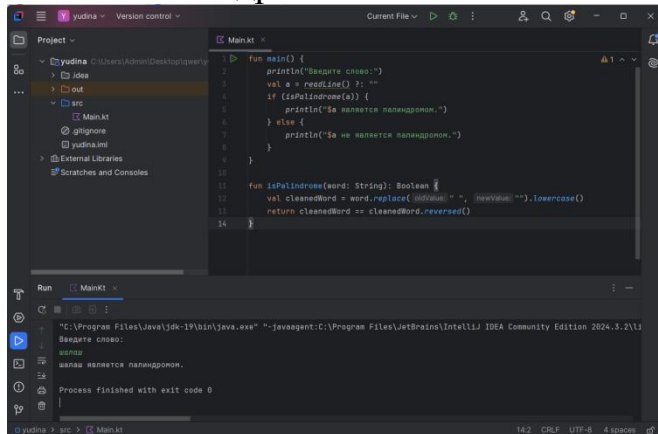 yudina Version control Current File
Project
Main.kt
yudina C:\Users\Admin\Desktop\qwer\y
.idea
out
src
Main.kt
.gitignore
yudina.iml
External Libraries
Scratches and Consoles
1 fun main() {
2 println("Введите слово:")
3 val a = readLine() ?: ""
4 if (isPalindrome(a)) {
5 println("$a является палиндромом.")
6 } else {
7 println("$a не является палиндромом.")
8 }
9 }
10
11 fun isPalindrome(word: String): Boolean {
12 val cleanedWord = word.replace( oldValue: " ", newValue: "").lowercase()
13 return cleanedWord == cleanedWord.reversed()
14 }
1
Run MainKt
"C:\Program Files\Java\jdk-19\bin\java.exe" "-javaagent:C:\Program Files\JetBrains\IntelliJ IDEA Community Edition 2024.3.2\li
Введите слово:
шалаш
шалаш является палиндромом.
Process finished with exit code 0
yudina > src > Main.kt 14:2 CRLF UTF-8 4 spaces